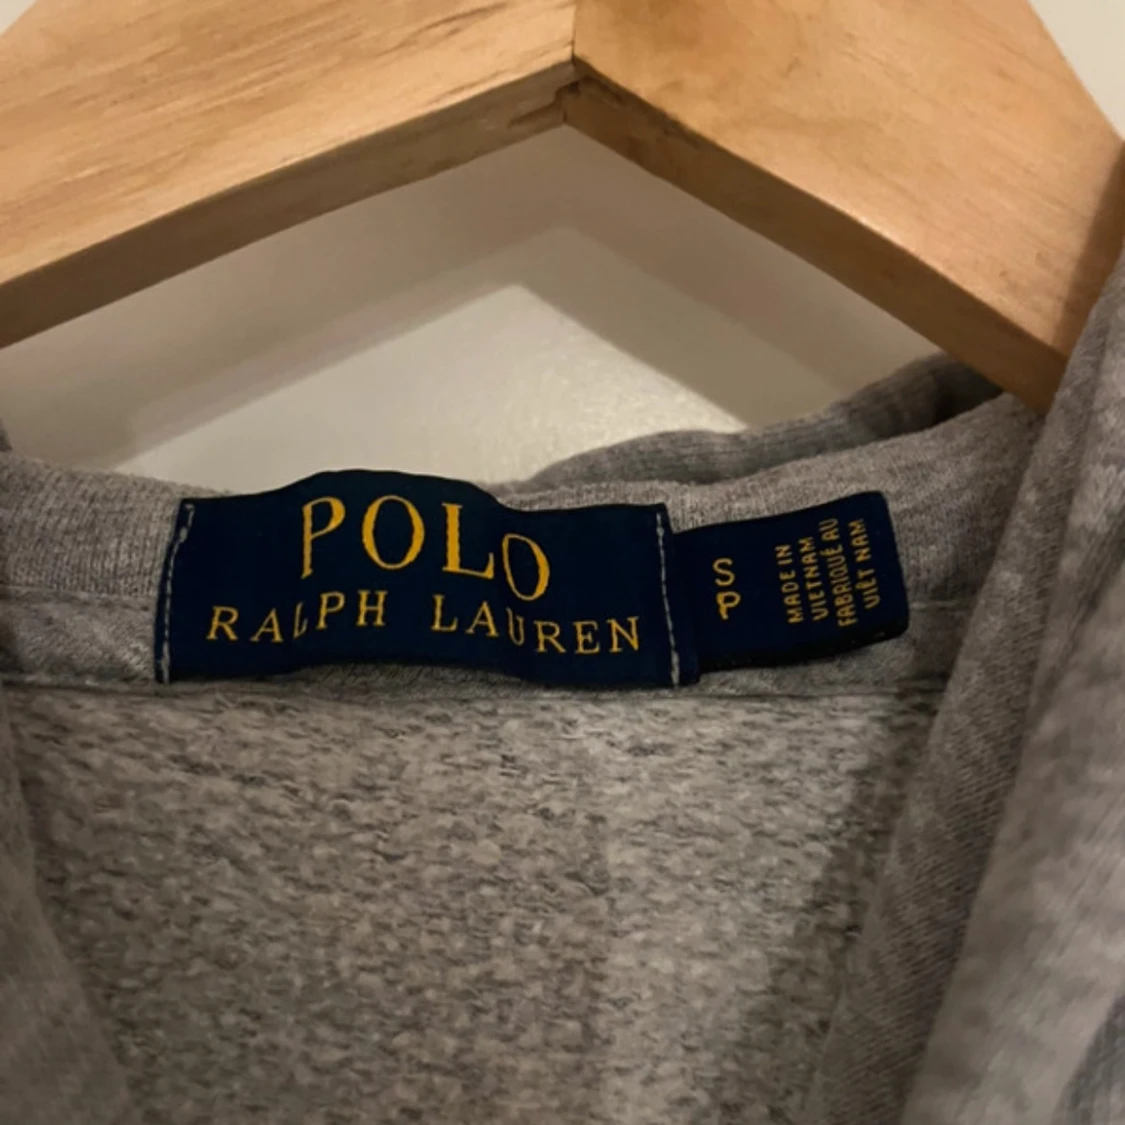 POLO
RALPH LAUREN
S
P
MADE IN
VIETNAM
FABRIQUÉ AU
VIÊT NAM